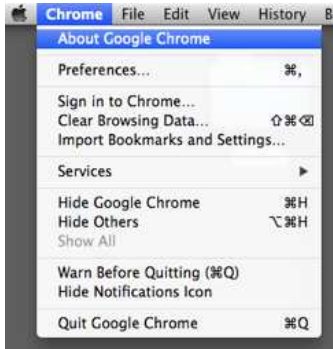 Chrome File Edit View History B
About Google Chrome
Preferences... ⌘,
Sign in to Chrome...
Clear Browsing Data... ⇧⌘⌫
Import Bookmarks and Settings...
Services ▶
Hide Google Chrome ⌘H
Hide Others ⌥⌘H
Show All
Warn Before Quitting (⌘Q)
Hide Notifications Icon
Quit Google Chrome ⌘Q